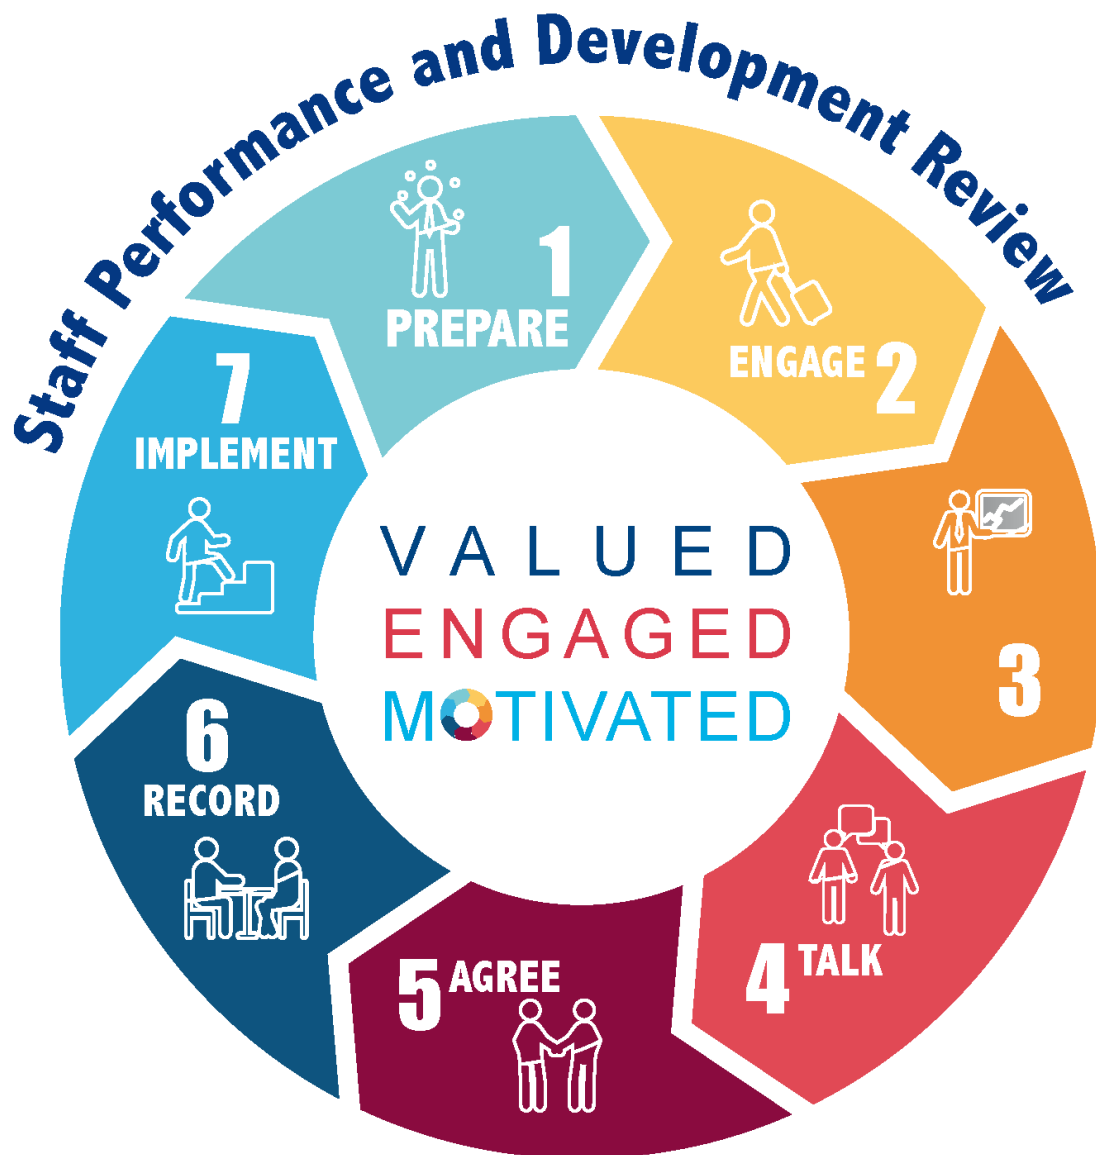 Staff Performance and Development Review
1
PREPARE
ENGAGE 2
3
4 TALK
5 AGREE
6
RECORD
7
IMPLEMENT
VALUED
ENGAGED
MOTIVATED